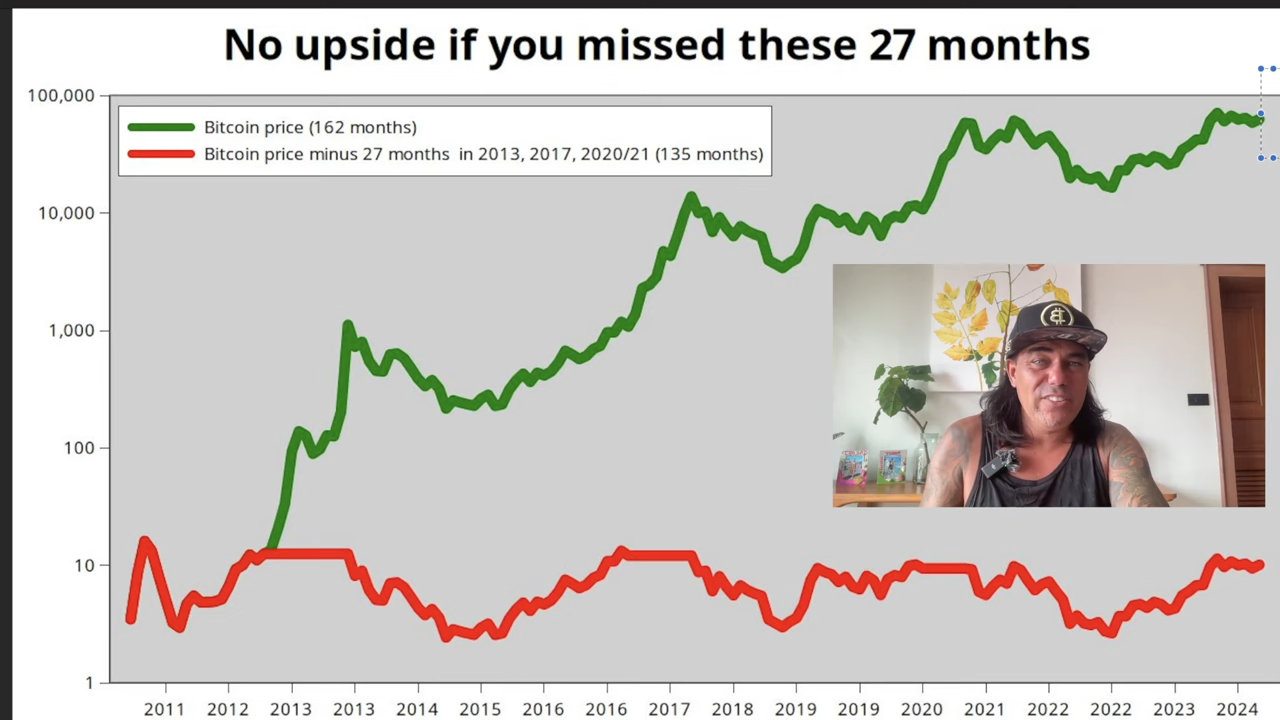 No upside if you missed these 27 months
100,000
Bitcoin price (162 months)
Bitcoin price minus 27 months in 2013, 2017, 2020/21 (135 months)
10,000
1,000
100
10
1
2011 2012 2013 2013 2014 2015 2016 2017 2018 2019 2020 2021 2022 2022 2023 2024